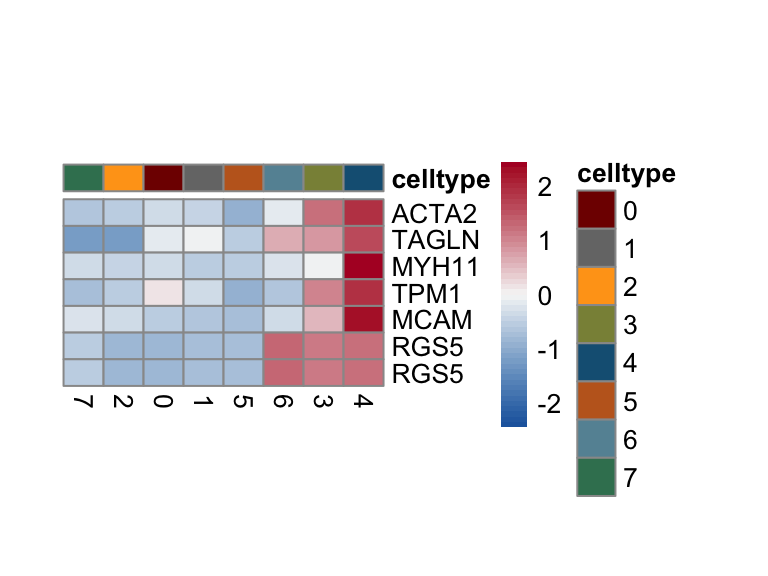 celltype
ACTA2
TAGLN
MYH11
TPM1
MCAM
RGS5
RGS5
7 2 0 1 5 6 3 4
2
1
0
-1
-2
celltype
0
1
2
3
4
5
6
7